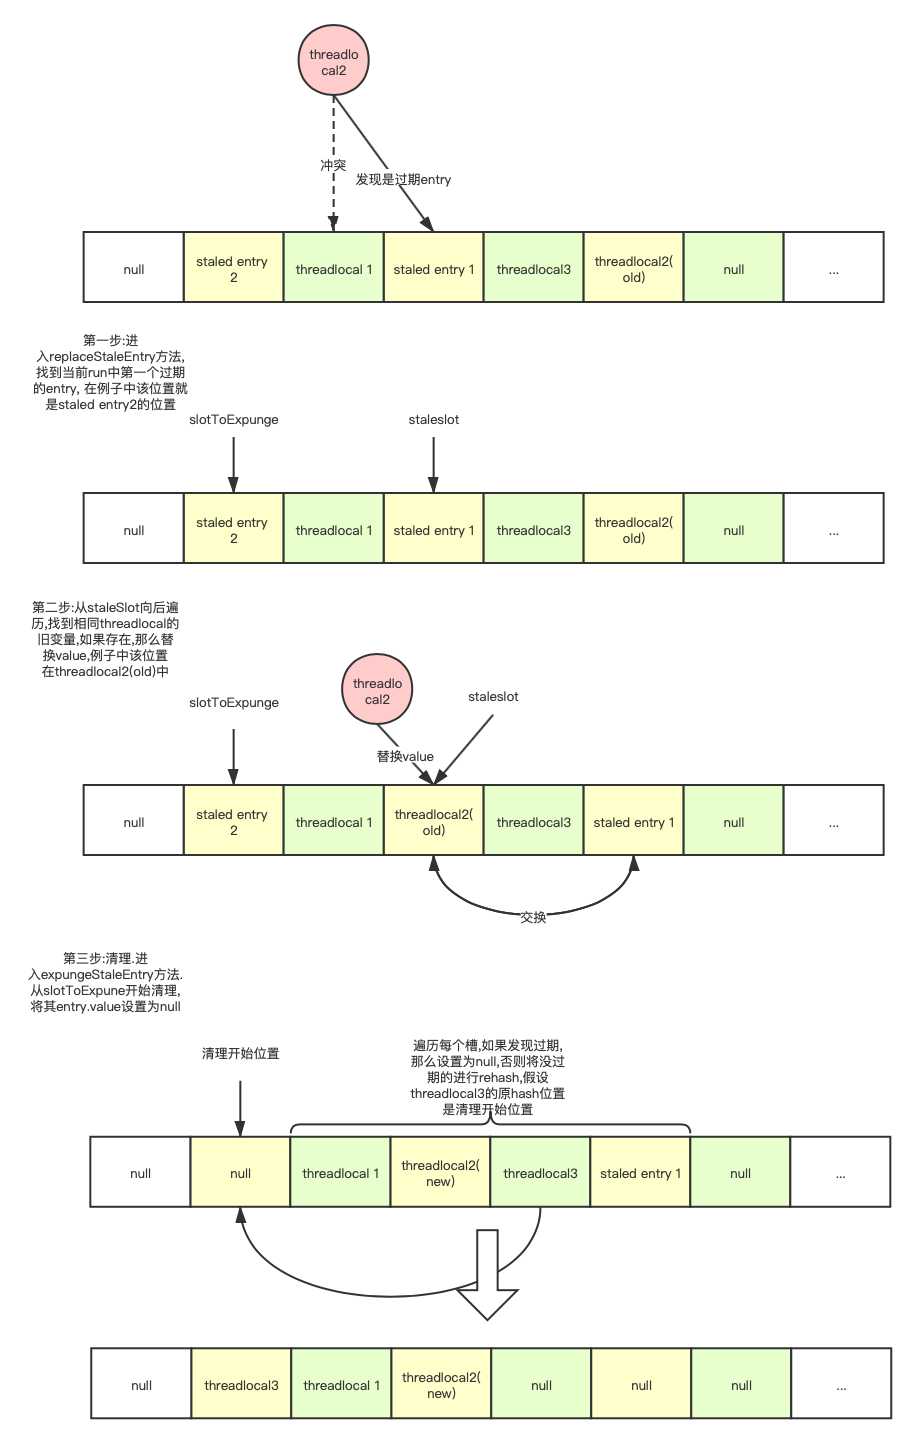 threadlo
cal2
冲突
发现是过期entry
null
staled entry
2
threadlocal 1
staled entry 1
threadlocal3
threadlocal2(
old)
null
...
第一步:进
入replaceStaleEntry方法,
找到当前run中第一个过期
的entry, 在例子中该位置就
是staled entry2的位置
slotToExpunge
staleslot
null
staled entry
2
threadlocal 1
staled entry 1
threadlocal3
threadlocal2(
old)
null
...
第二步:从staleSlot向后遍
历,找到相同threadlocal的
旧变量,如果存在,那么替
换value,例子中该位置
在threadlocal2(old)中
slotToExpunge
threadlo
cal2
staleslot
替换value
null
staled entry
2
threadlocal 1
threadlocal2(
old)
threadlocal3
staled entry 1
null
...
交换
第三步:清理.进
入expungeStaleEntry方法.
从slotToExpune开始清理,
将其entry.value设置为null
清理开始位置
遍历每个槽,如果发现过期,
那么设置为null,否则将没过
期的进行rehash,假设
threadlocal3的原hash位置
是清理开始位置
null
null
threadlocal 1
threadlocal2(
new)
threadlocal3
staled entry 1
null
...
null
threadlocal3
threadlocal 1
threadlocal2(
new)
null
null
null
...